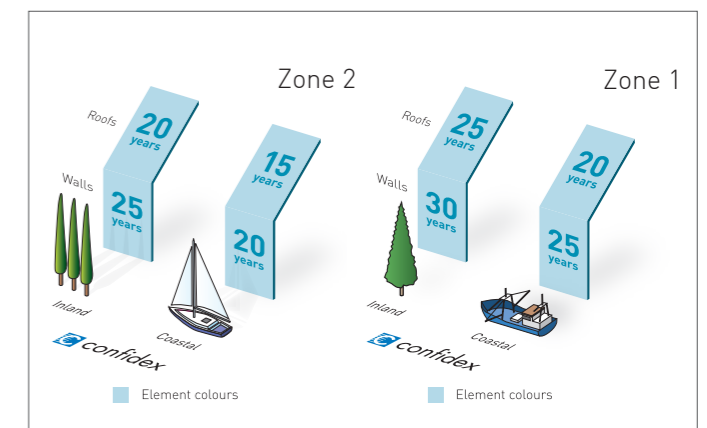 Zone 2
Roofs
20
years
15
years
Walls
25
years
20
years
Inland
Coastal
confidex
Element colours
Zone 1
Roofs
25
years
20
years
Walls
30
years
25
years
Inland
Coastal
confidex
Element colours